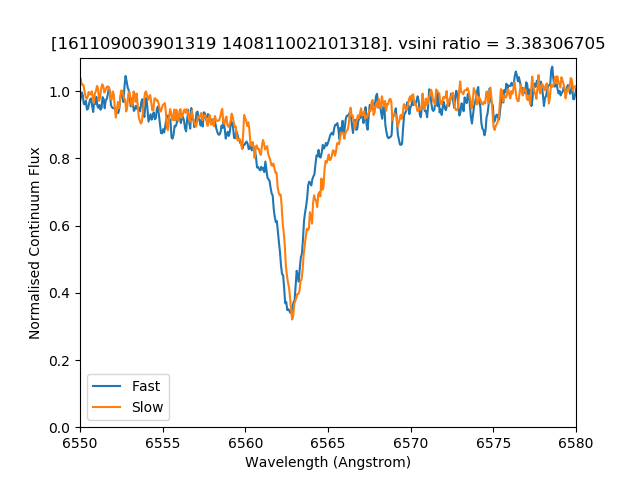 [161109003901319 140811002101318]. vsini ratio = 3.38306705
Normalised Continuum Flux
1.0
0.8
0.6
0.4
0.2
0.0
Fast
Slow
6550 6555 6560 6565 6570 6575 6580
Wavelength (Angstrom)